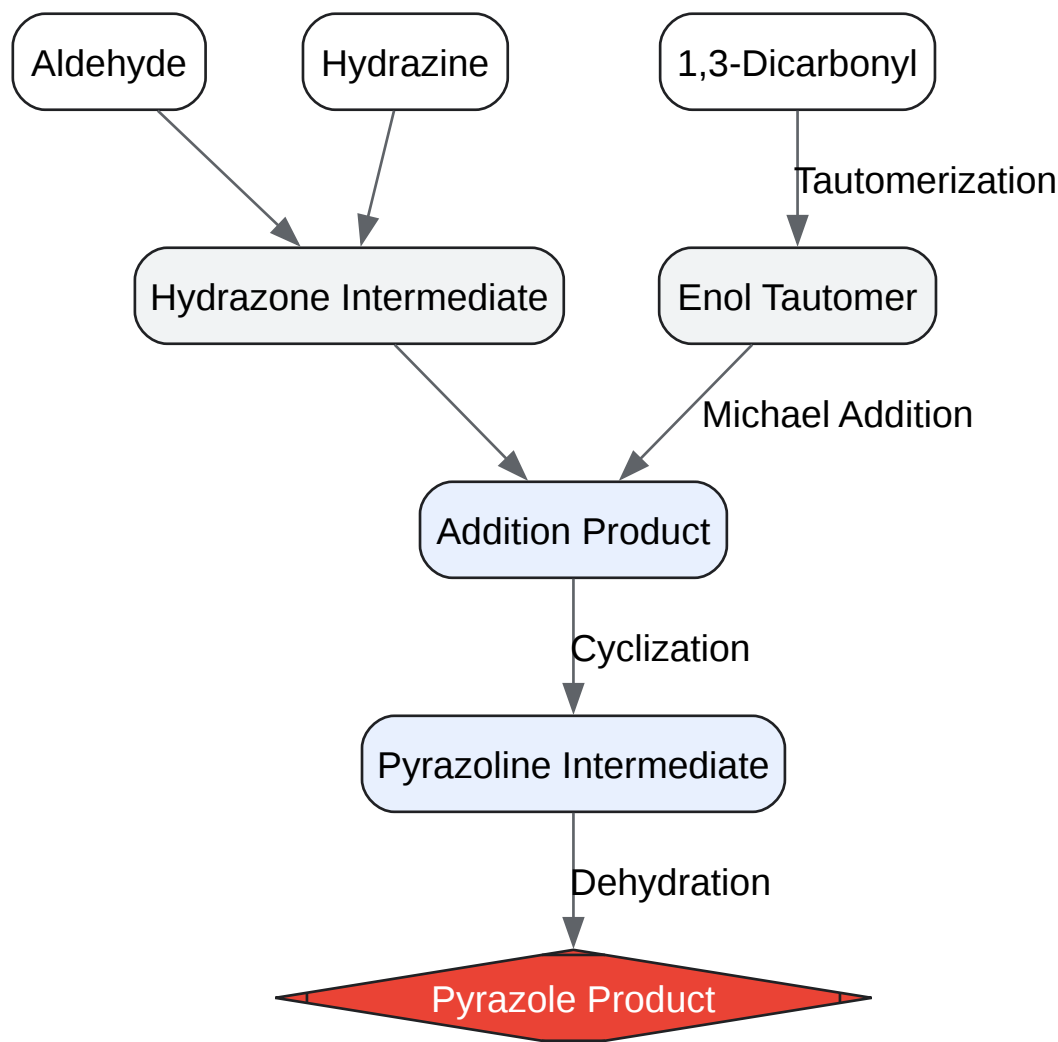 Aldehyde
Hydrazine
1,3-Dicarbonyl
Tautomerization
Hydrazone Intermediate
Enol Tautomer
Michael Addition
Addition Product
Cyclization
Pyrazoline Intermediate
Dehydration
Pyrazole Product